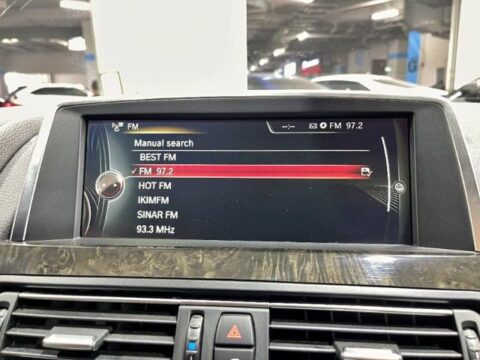 FM
--:-- FM 97.2
Manual search
BEST FM
FM 97.2
HOT FM
IKIMFM
SINAR FM
93.3 MHz